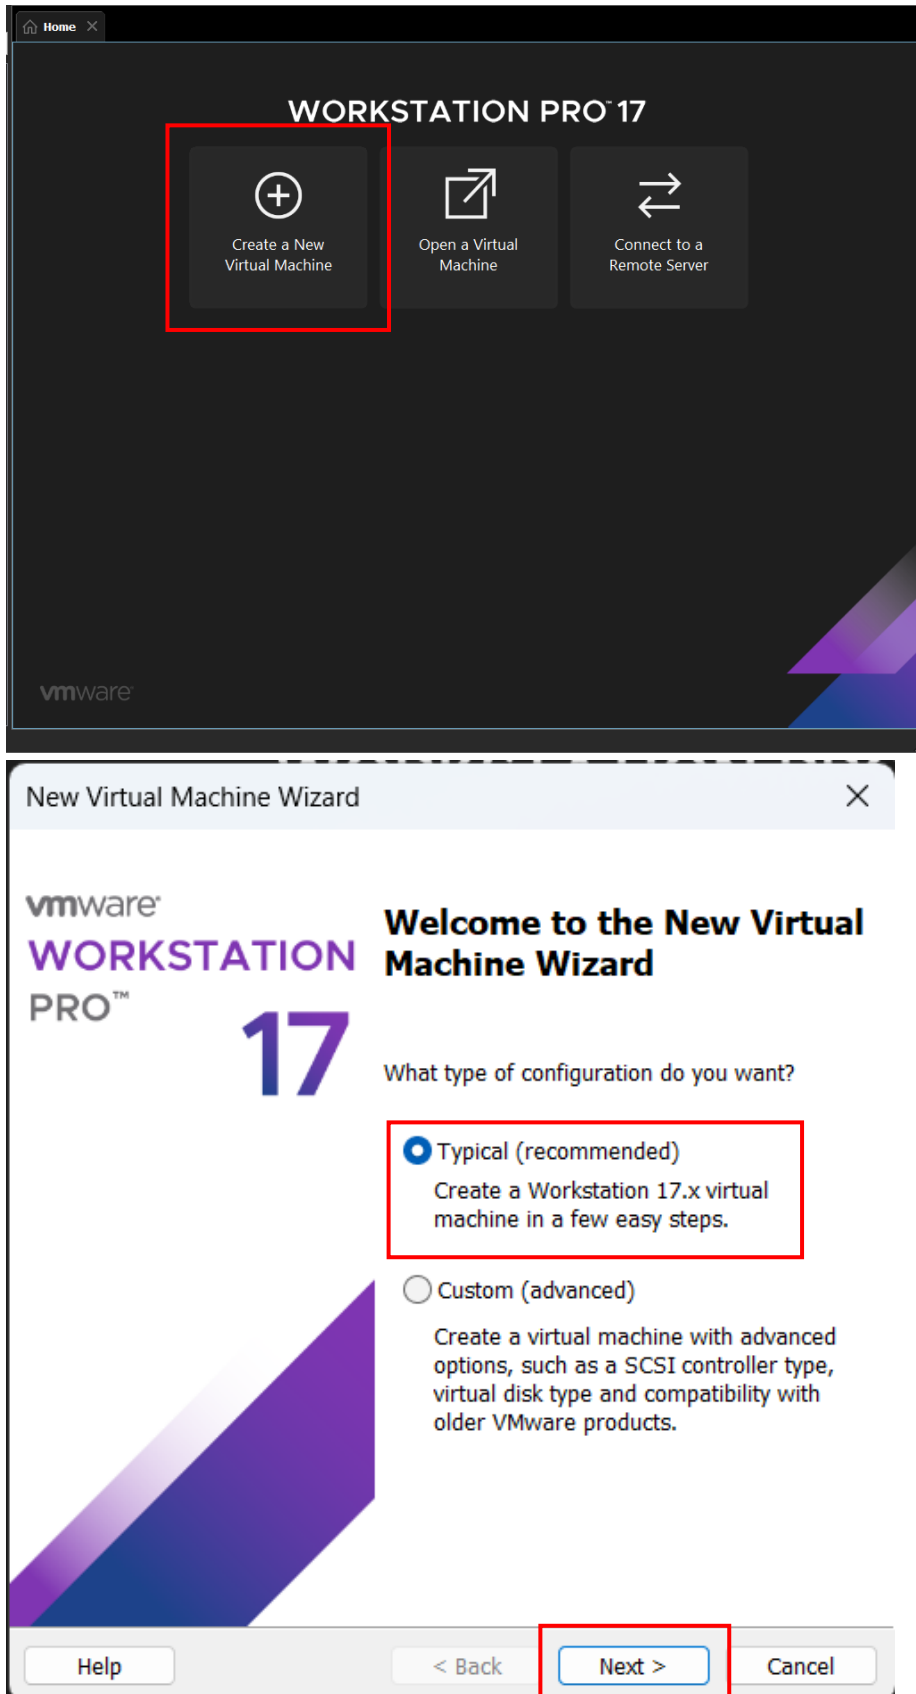 Home
WORKSTATION PRO™ 17
Create a New
Virtual Machine
Open a Virtual
Machine
Connect to a
Remote Server
vmware®
New Virtual Machine Wizard
vmware®
WORKSTATION
PRO™
17
Welcome to the New Virtual
Machine Wizard
What type of configuration do you want?
Typical (recommended)
Create a Workstation 17.x virtual
machine in a few easy steps.
Custom (advanced)
Create a virtual machine with advanced
options, such as a SCSI controller type,
virtual disk type and compatibility with
older VMware products.
Help
< Back
Next >
Cancel